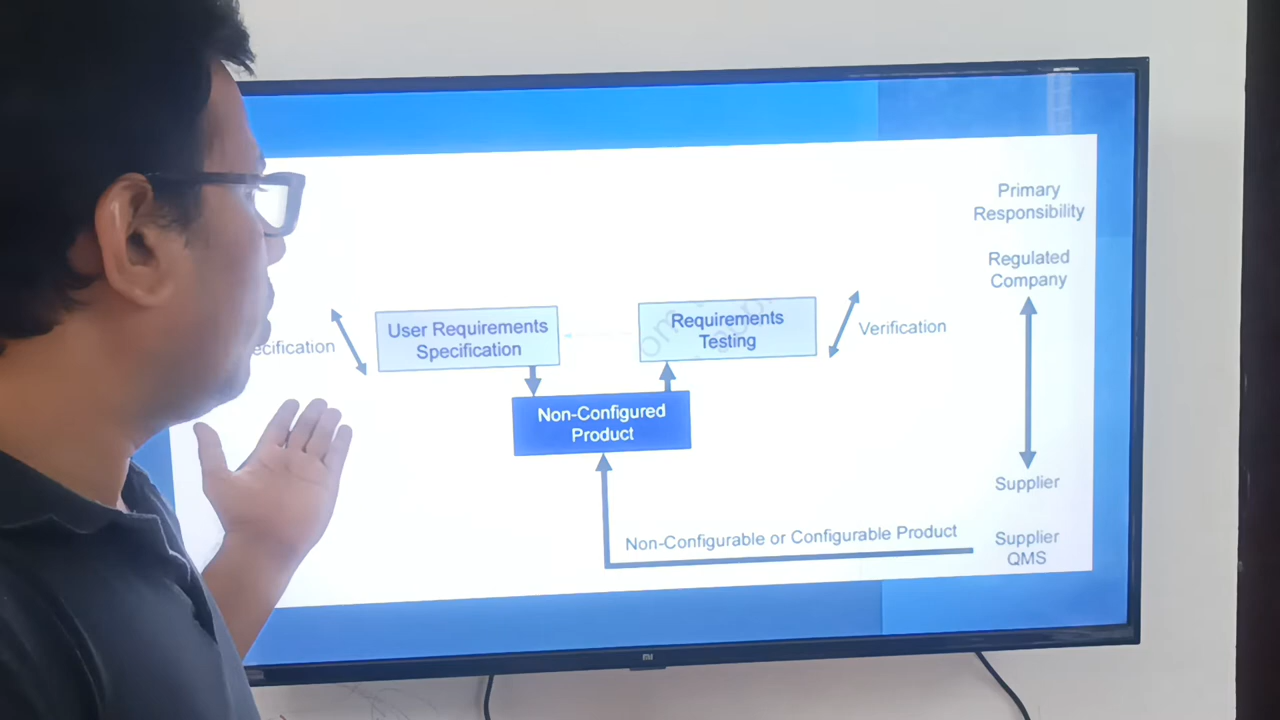 Primary
Responsibility
Regulated
Company
User Requirements
Specification
Requirements
Testing
Verification
Non-Configured
Product
Supplier
Non-Configurable or Configurable Product
Supplier
QMS
mi